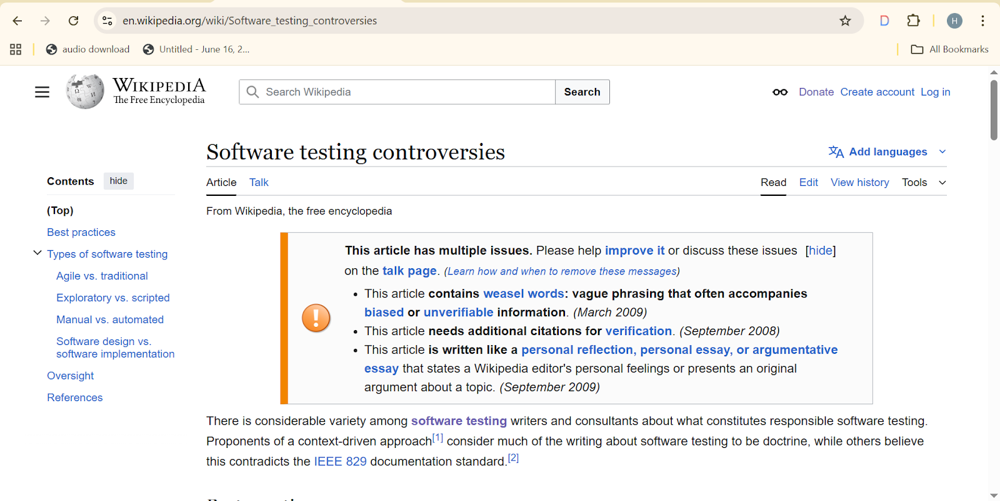 en.wikipedia.org/wiki/Software_testing_controversies
D
H
audio download
Untitled - June 16, 2...
All Bookmarks
WIKIPEDIA
The Free Encyclopedia
Search Wikipedia
Search
Donate Create account Log in
Software testing controversies
Add languages
Contents hide
Article Talk
Read Edit View history Tools
(Top)
Best practices
Types of software testing
Agile vs. traditional
Exploratory vs. scripted
Manual vs. automated
Software design vs.
software implementation
Oversight
References
From Wikipedia, the free encyclopedia
This article has multiple issues. Please help improve it or discuss these issues [hide]
on the talk page. (Learn how and when to remove these messages)
• This article contains weasel words: vague phrasing that often accompanies
biased or unverifiable information. (March 2009)
• This article needs additional citations for verification. (September 2008)
• This article is written like a personal reflection, personal essay, or argumentative
essay that states a Wikipedia editor's personal feelings or presents an original
argument about a topic. (September 2009)
There is considerable variety among software testing writers and consultants about what constitutes responsible software testing.
Proponents of a context-driven approach[1] consider much of the writing about software testing to be doctrine, while others believe
this contradicts the IEEE 829 documentation standard.[2]